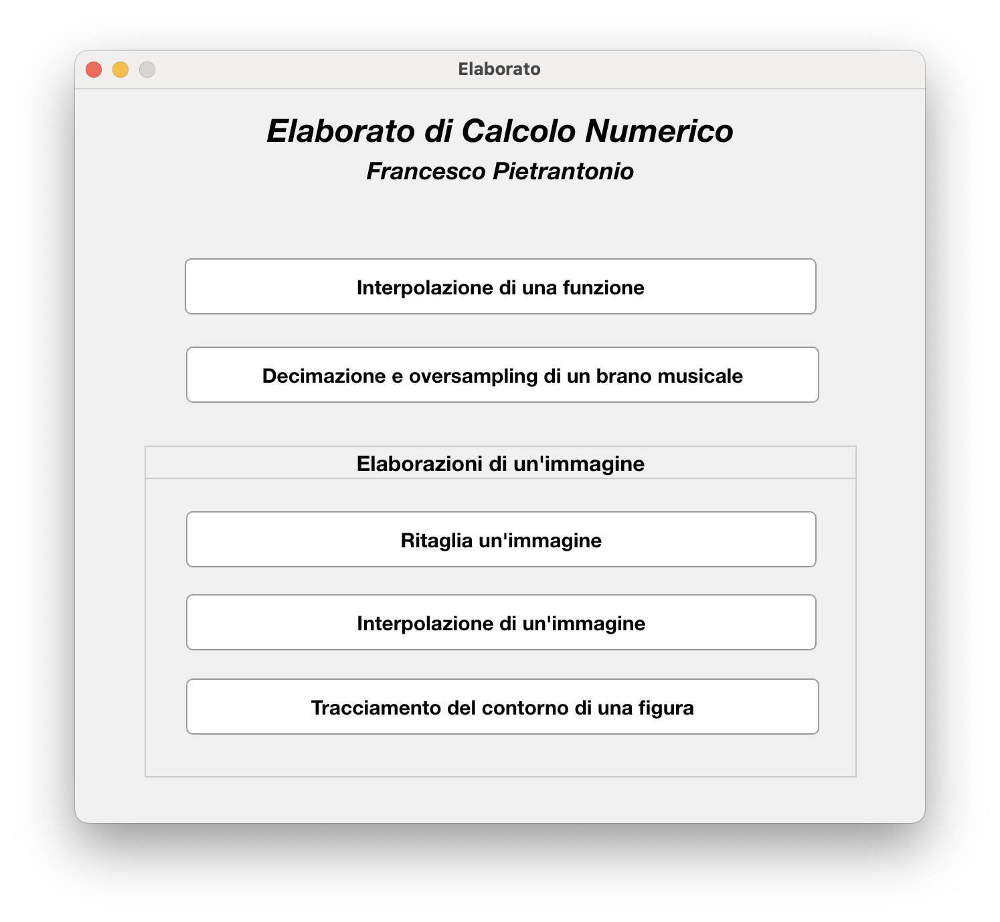 Elaborato
Elaborato di Calcolo Numerico
Francesco Pietrantonio
Interpolazione di una funzione
Decimazione e oversampling di un brano musicale
Elaborazioni di un'immagine
Ritaglia un'immagine
Interpolazione di un'immagine
Tracciamento del contorno di una figura